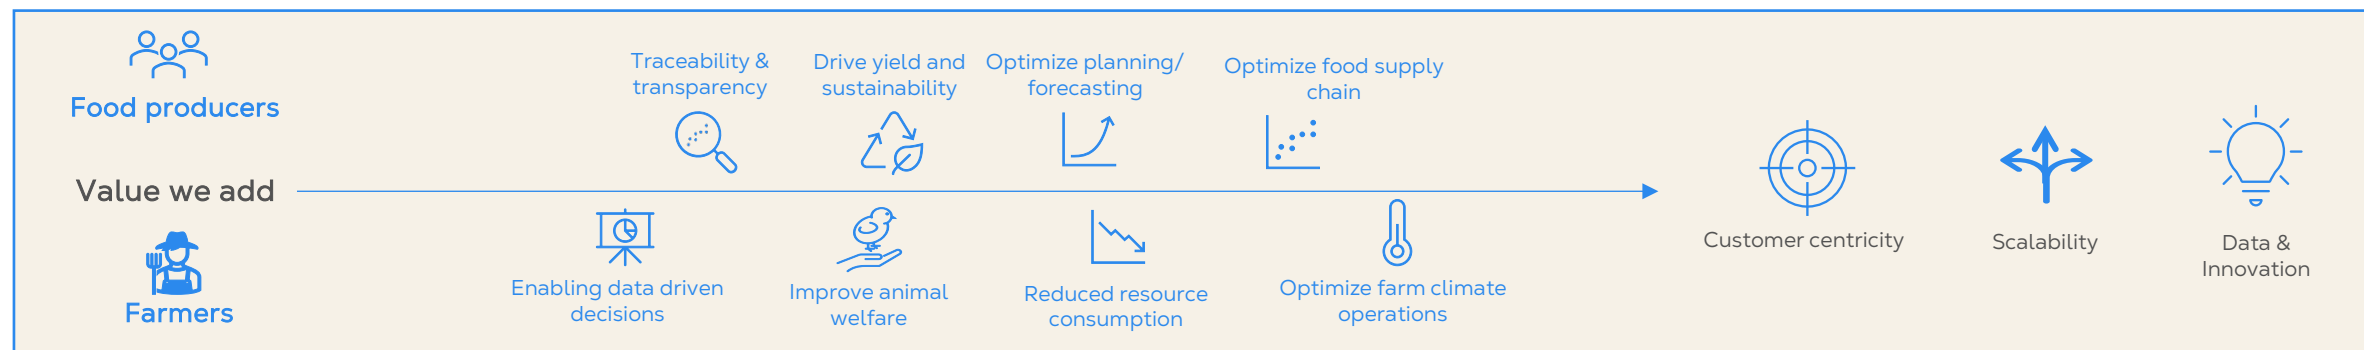 Food producers
Traceability &
transparency
Drive yield and
sustainability
Optimize planning/
forecasting
Optimize food supply
chain
Value we add
Farmers
Enabling data driven
decisions
Improve animal
welfare
Reduced resource
consumption
Optimize farm climate
operations
Customer centricity
Scalability
Data &
Innovation